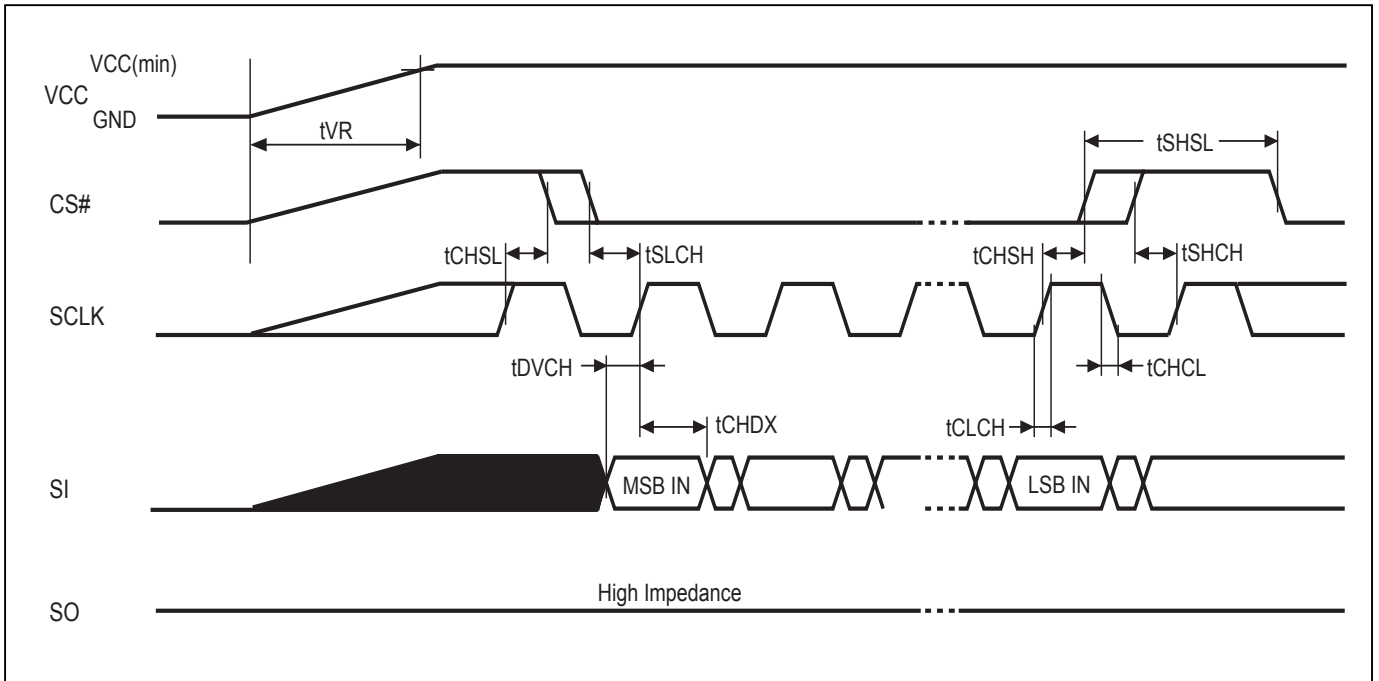 VCC(min)
VCC
GND
tVR
tSHSL
CS#
tCHSL
tSLCH
tCHSH
tSHCH
SCLK
tDVCH
tCHCL
tCHDX
tCLCH
SI
MSB IN
LSB IN
High Impedance
SO